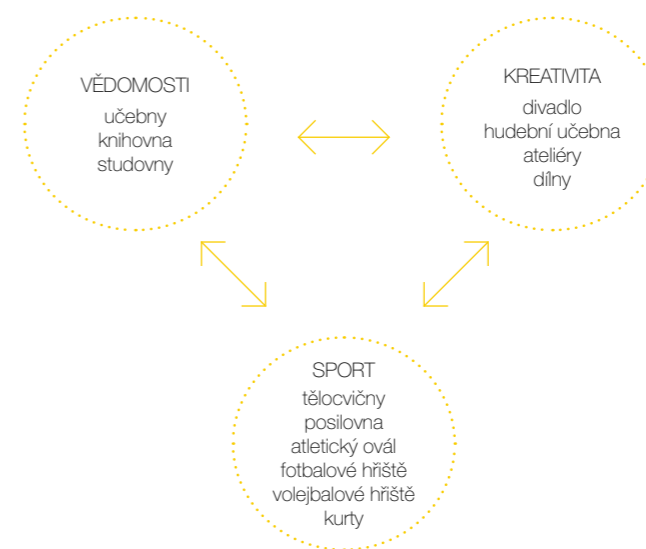 VĚDOMOSTI
učebny
knihovna
studovny
KREATIVITA
divadlo
hudební učebna
ateliéry
dílny
SPORT
tělocvičny
posilovna
atletický ovál
fotbalové hřiště
volejbalové hřiště
kurty